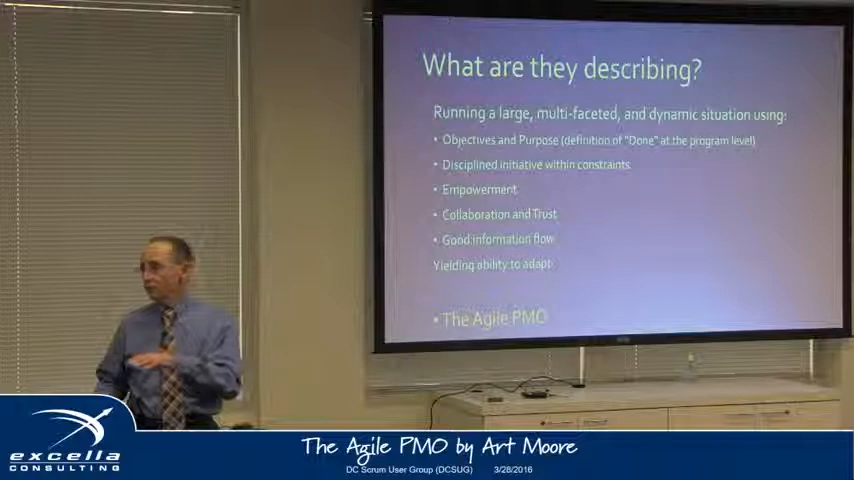 What are they describing?
Running a large, multi-faceted, and dynamic situation using:
• Objectives and Purpose (definition of "Done" at the program level)
• Disciplined initiative within constraints
• Empowerment
• Collaboration and Trust
• Good information flow
Yielding ability to adapt
• The Agile PMO
excella
CONSULTING
The Agile PMO by Art Moore
DC Scrum User Group (DCSUG) 3/28/2016